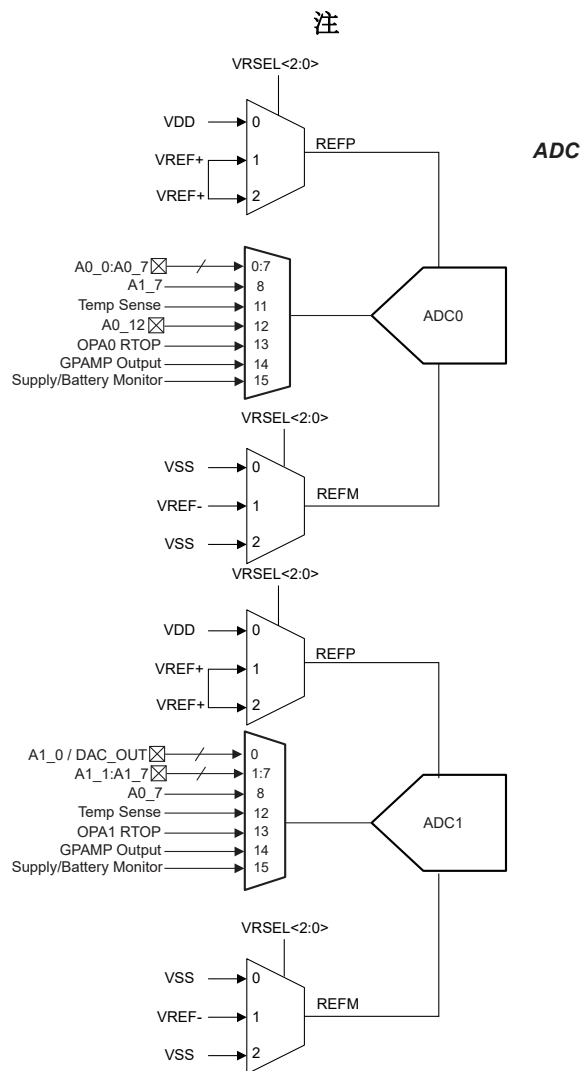 注
VRSEL<2:0>
VDD 0
VREF+ 1
REFP
VREF+ 2
ADC
A0_0:A0_7 0:7
A1_7 8
Temp Sense 11
A0_12 12
OPA0 RTOP 13
GPAMP Output 14
Supply/Battery Monitor 15
ADC0
VRSEL<2:0>
VSS 0
VREF- 1
REFM
VSS 2
VRSEL<2:0>
VDD 0
VREF+ 1
REFP
VREF+ 2
A1_0 / DAC_OUT 0
A1_1:A1_7 1:7
A0_7 8
Temp Sense 12
OPA1 RTOP 13
GPAMP Output 14
Supply/Battery Monitor 15
ADC1
VRSEL<2:0>
VSS 0
VREF- 1
REFM
VSS 2